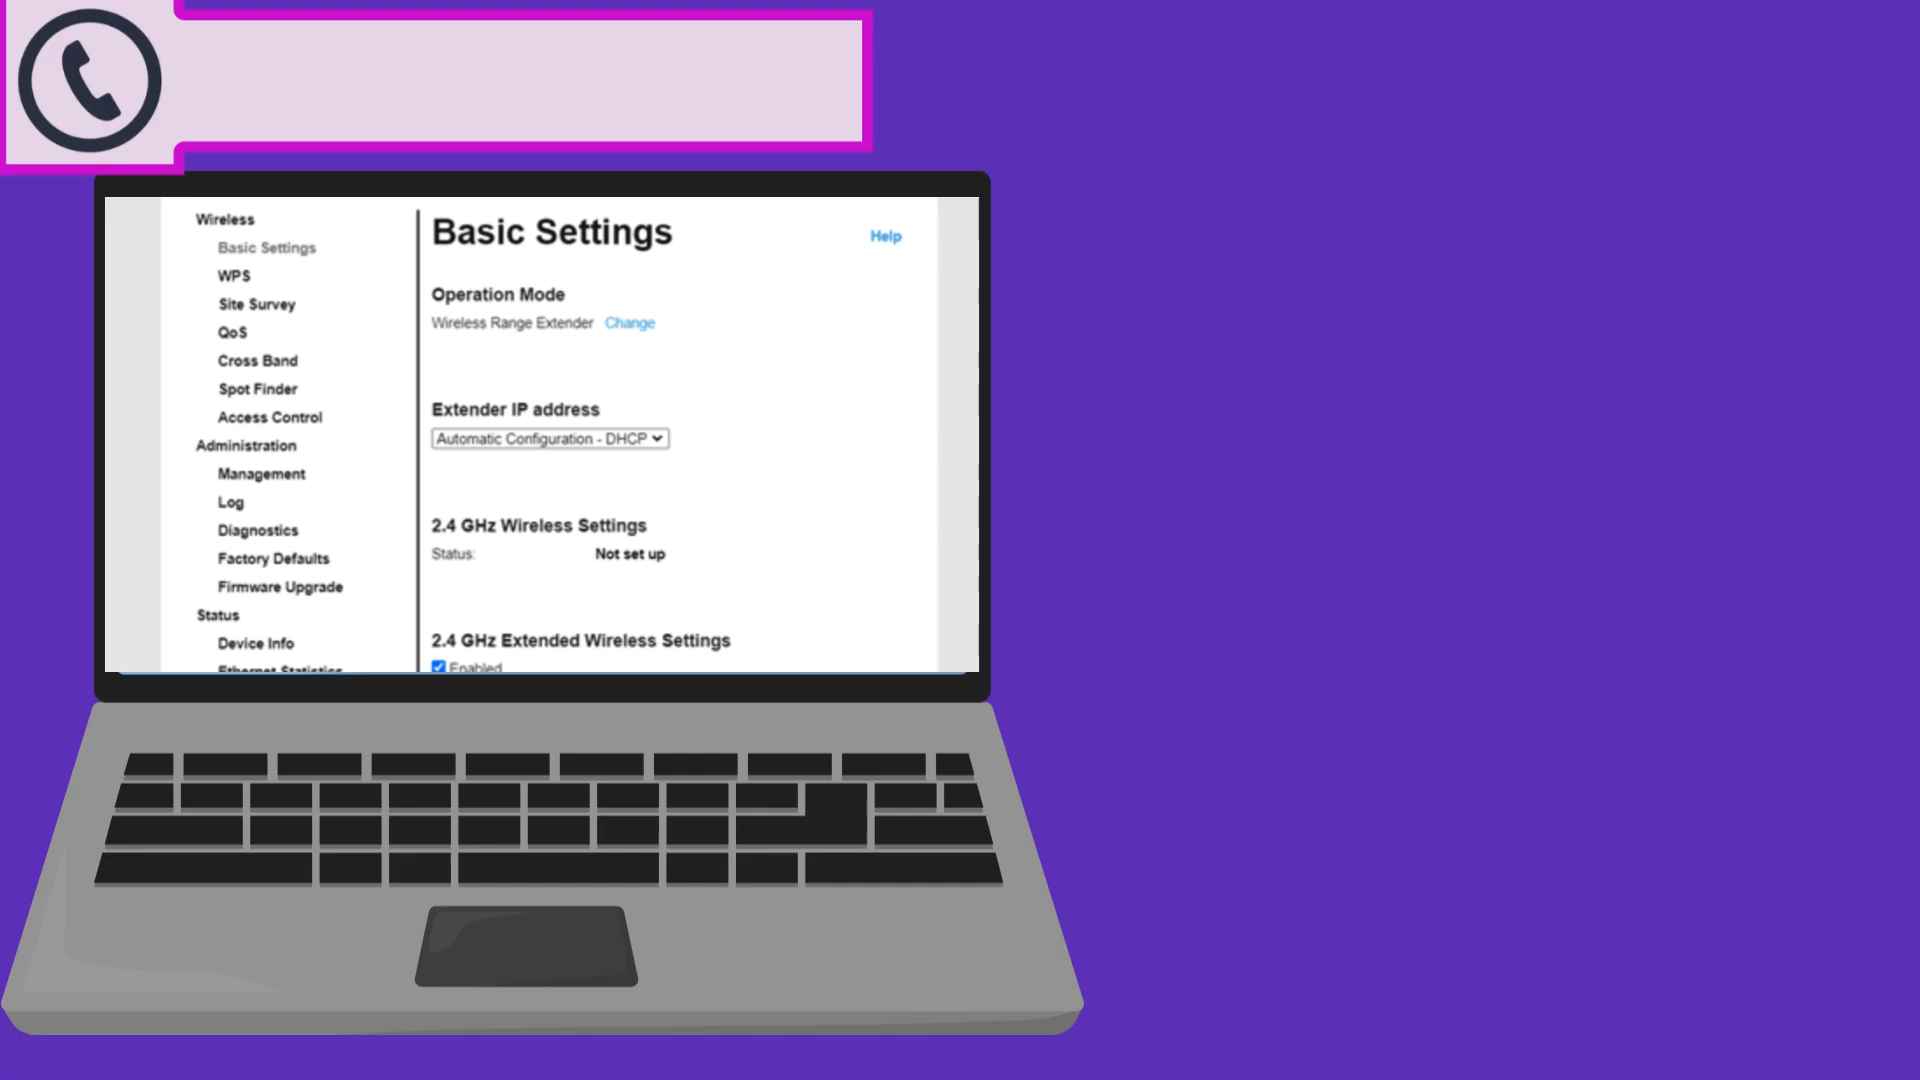 Wireless
Basic Settings
WPS
Site Survey
QoS
Cross Band
Spot Finder
Access Control
Administration
Management
Log
Diagnostics
Factory Defaults
Firmware Upgrade
Status
Device Info
Ethernet Statistics
Basic Settings
Help
Operation Mode
Wireless Range Extender Change
Extender IP address
Automatic Configuration - DHCP
2.4 GHz Wireless Settings
Status: Not set up
2.4 GHz Extended Wireless Settings
Enabled